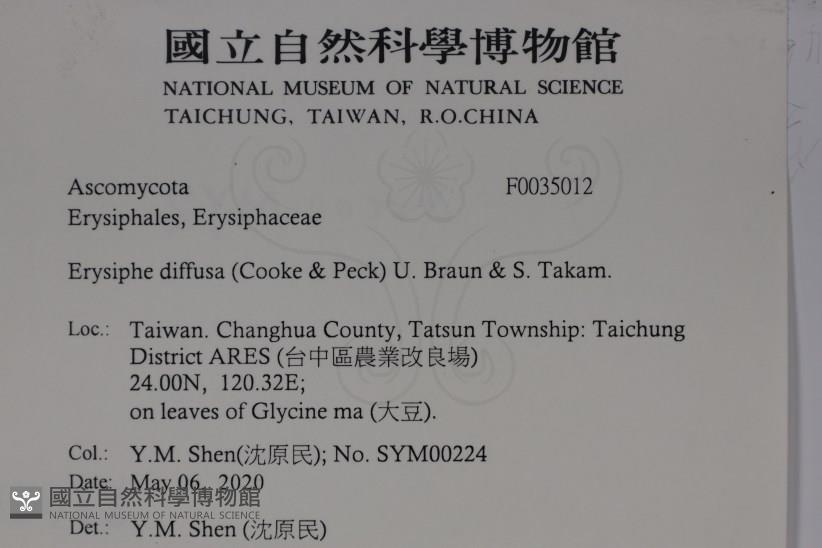 國立自然科學博物館
NATIONAL MUSEUM OF NATURAL SCIENCE
TAICHUNG, TAIWAN, R.O.CHINA
Ascomycota F0035012
Erysiphales, Erysiphaceae
Erysiphe diffusa (Cooke & Peck) U. Braun & S. Takam.
Loc.: Taiwan. Changhua County, Tatsun Township: Taichung
District ARES (台中區農業改良場)
24.00N, 120.32E;
on leaves of Glycine ma (大豆).
Col.: Y.M. Shen(沈原民); No. SYM00224
Date: May 06, 2020
國立自然科學博物館
NATIONAL MUSEUM OF NATURAL SCIENCE
Det.: Y.M. Shen (沈原民)